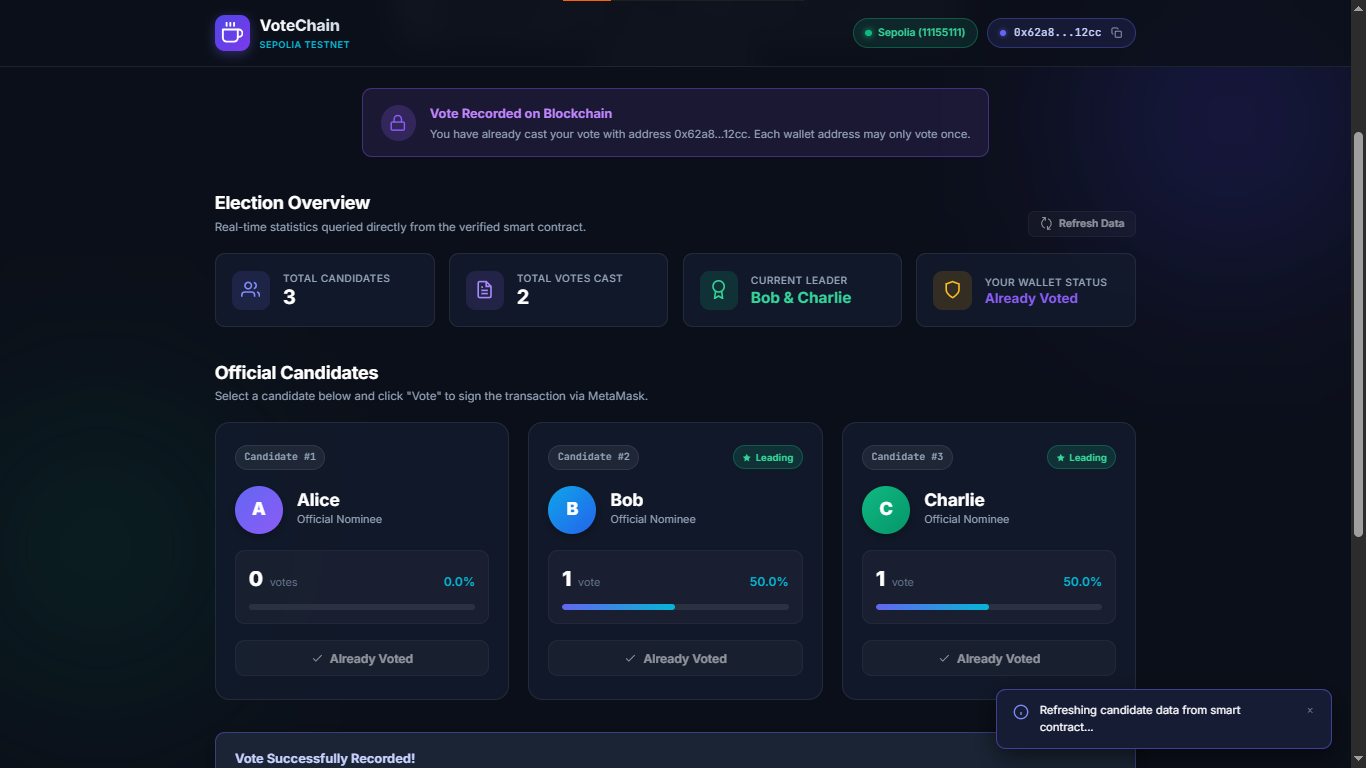 VoteChain
SEPOLIA TESTNET
Sepolia (11155111)
0x62a8...12cc
Vote Recorded on Blockchain
You have already cast your vote with address 0x62a8...12cc. Each wallet address may only vote once.
Election Overview
Real-time statistics queried directly from the verified smart contract.
Refresh Data
TOTAL CANDIDATES
3
TOTAL VOTES CAST
2
CURRENT LEADER
Bob & Charlie
YOUR WALLET STATUS
Already Voted
Official Candidates
Select a candidate below and click "Vote" to sign the transaction via MetaMask.
Candidate #1
A
Alice
Official Nominee
0 votes
0.0%
Already Voted
Candidate #2
Leading
B
Bob
Official Nominee
1 vote
50.0%
Already Voted
Candidate #3
Leading
C
Charlie
Official Nominee
1 vote
50.0%
Already Voted
Refreshing candidate data from smart
contract...
Vote Successfully Recorded!